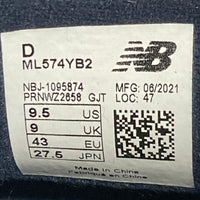 D
ML574YB2
NBJ-1095874 MFG: 06/2021
PRNWZ2658 GJT LOC: 47
9.5 US
9 UK
43 EU
27.5 JPN
Made in China